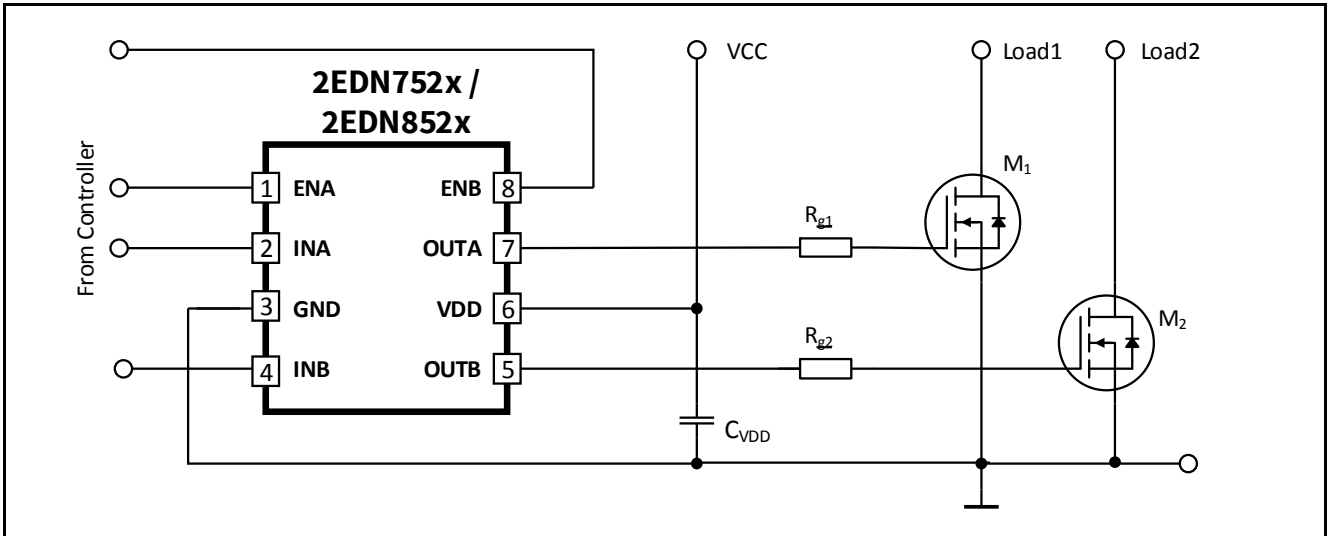 2EDN752x /
2EDN852x
VCC
Load1
Load2
From Controller
1 ENA
ENB 8
2 INA
OUTA 7
3 GND
VDD 6
4 INB
OUTB 5
Rg1
Rg2
M1
M2
CVDD